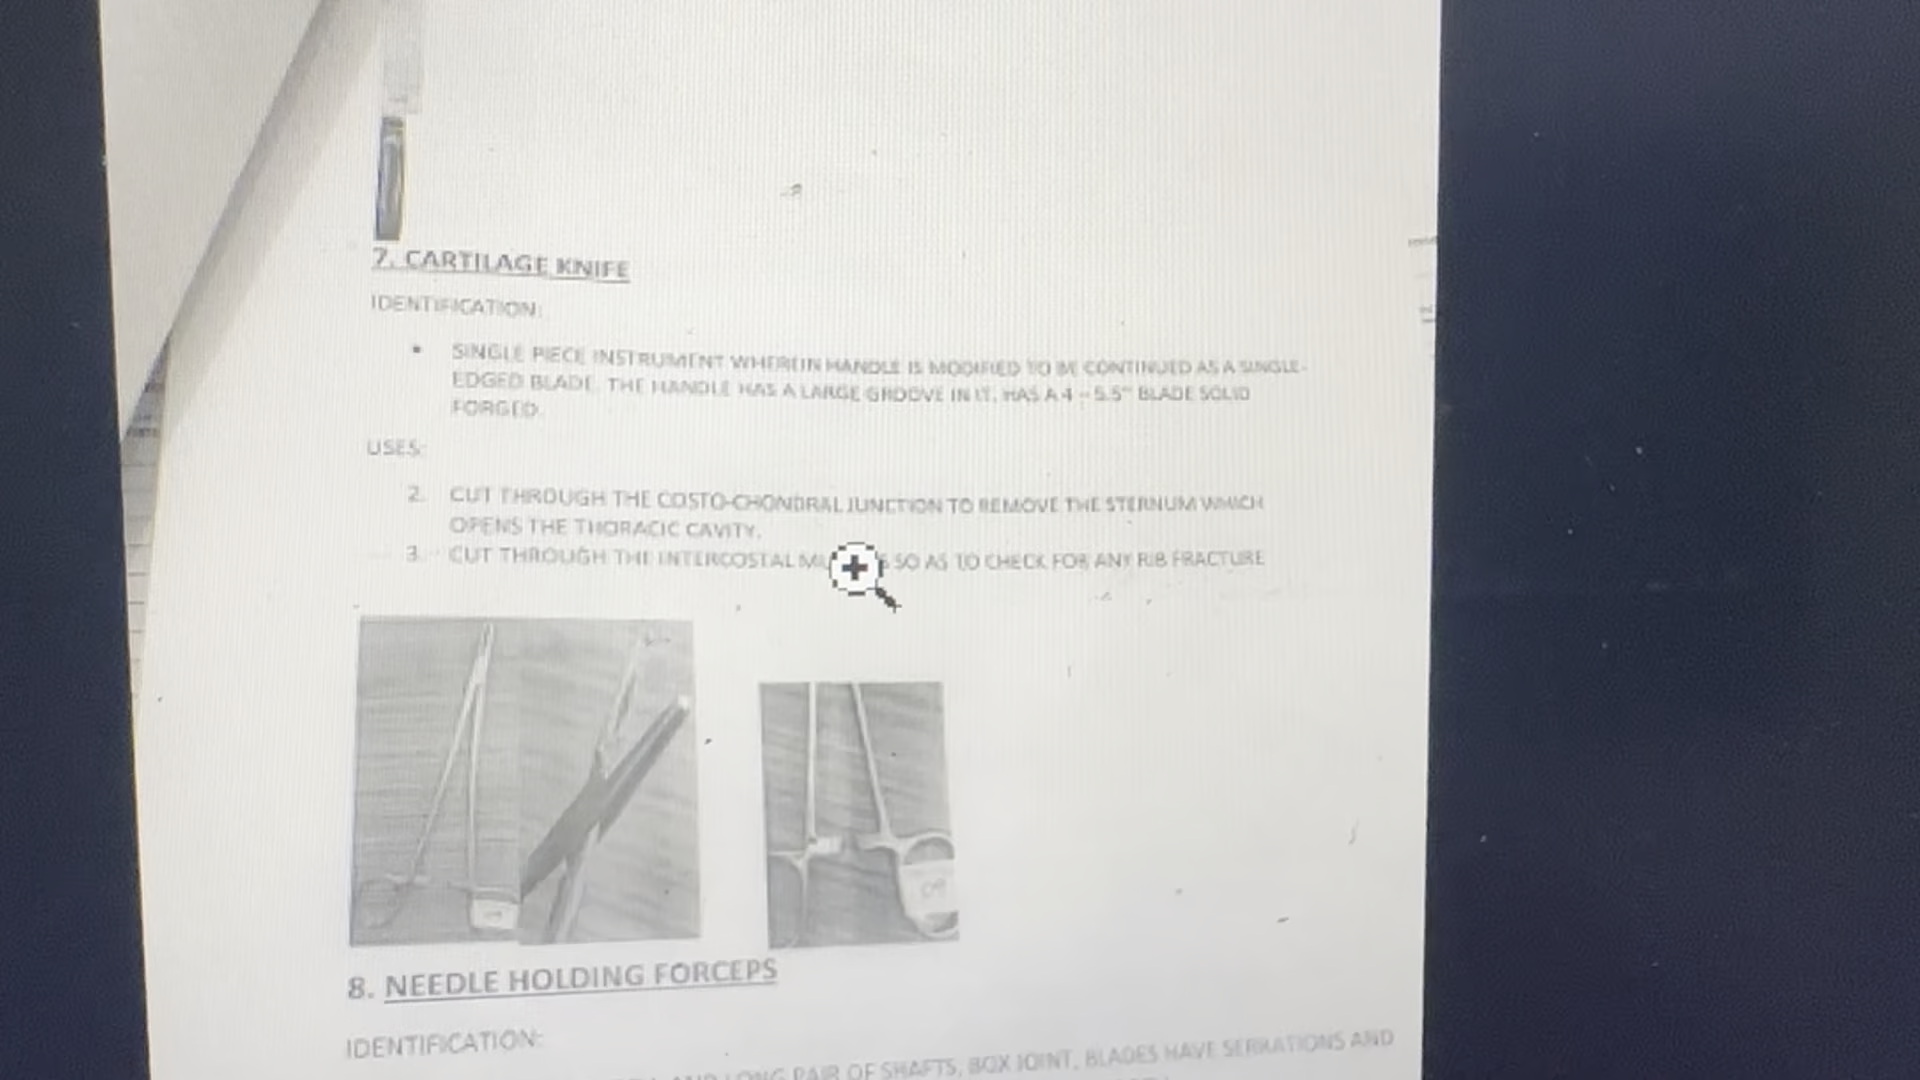 7. CARTILAGE KNIFE
IDENTIFICATION:
• SINGLE PIECE INSTRUMENT WHEREIN HANDLE IS MODIFIED TO BE CONTINUED AS A SINGLE-
EDGED BLADE. THE HANDLE HAS A LARGE GROOVE IN IT. HAS A 4 – 5.5" BLADE SOLID
FORGED.
USES:
2. CUT THROUGH THE COSTO-CHONDRAL JUNCTION TO REMOVE THE STERNUM WHICH
OPENS THE THORACIC CAVITY.
3. CUT THROUGH THE INTERCOSTAL SO AS TO CHECK FOR ANY RIB FRACTURE
8. NEEDLE HOLDING FORCEPS
IDENTIFICATION:
AND LONG PAIR OF SHAFTS, BOX JOINT, BLADES HAVE SERRATIONS AND